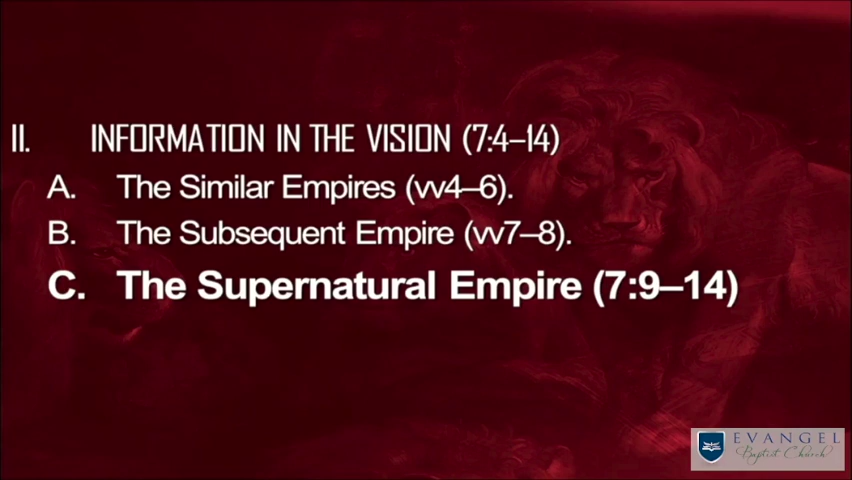 II. INFORMATION IN THE VISION (7:4–14)
A. The Similar Empires (vv4–6).
B. The Subsequent Empire (vv7–8).
C. The Supernatural Empire (7:9–14)
EVANGEL
Baptist Church